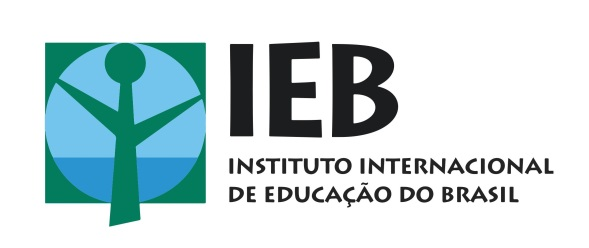 IEB
INSTITUTO INTERNACIONAL
DE EDUCAÇÃO DO BRASIL